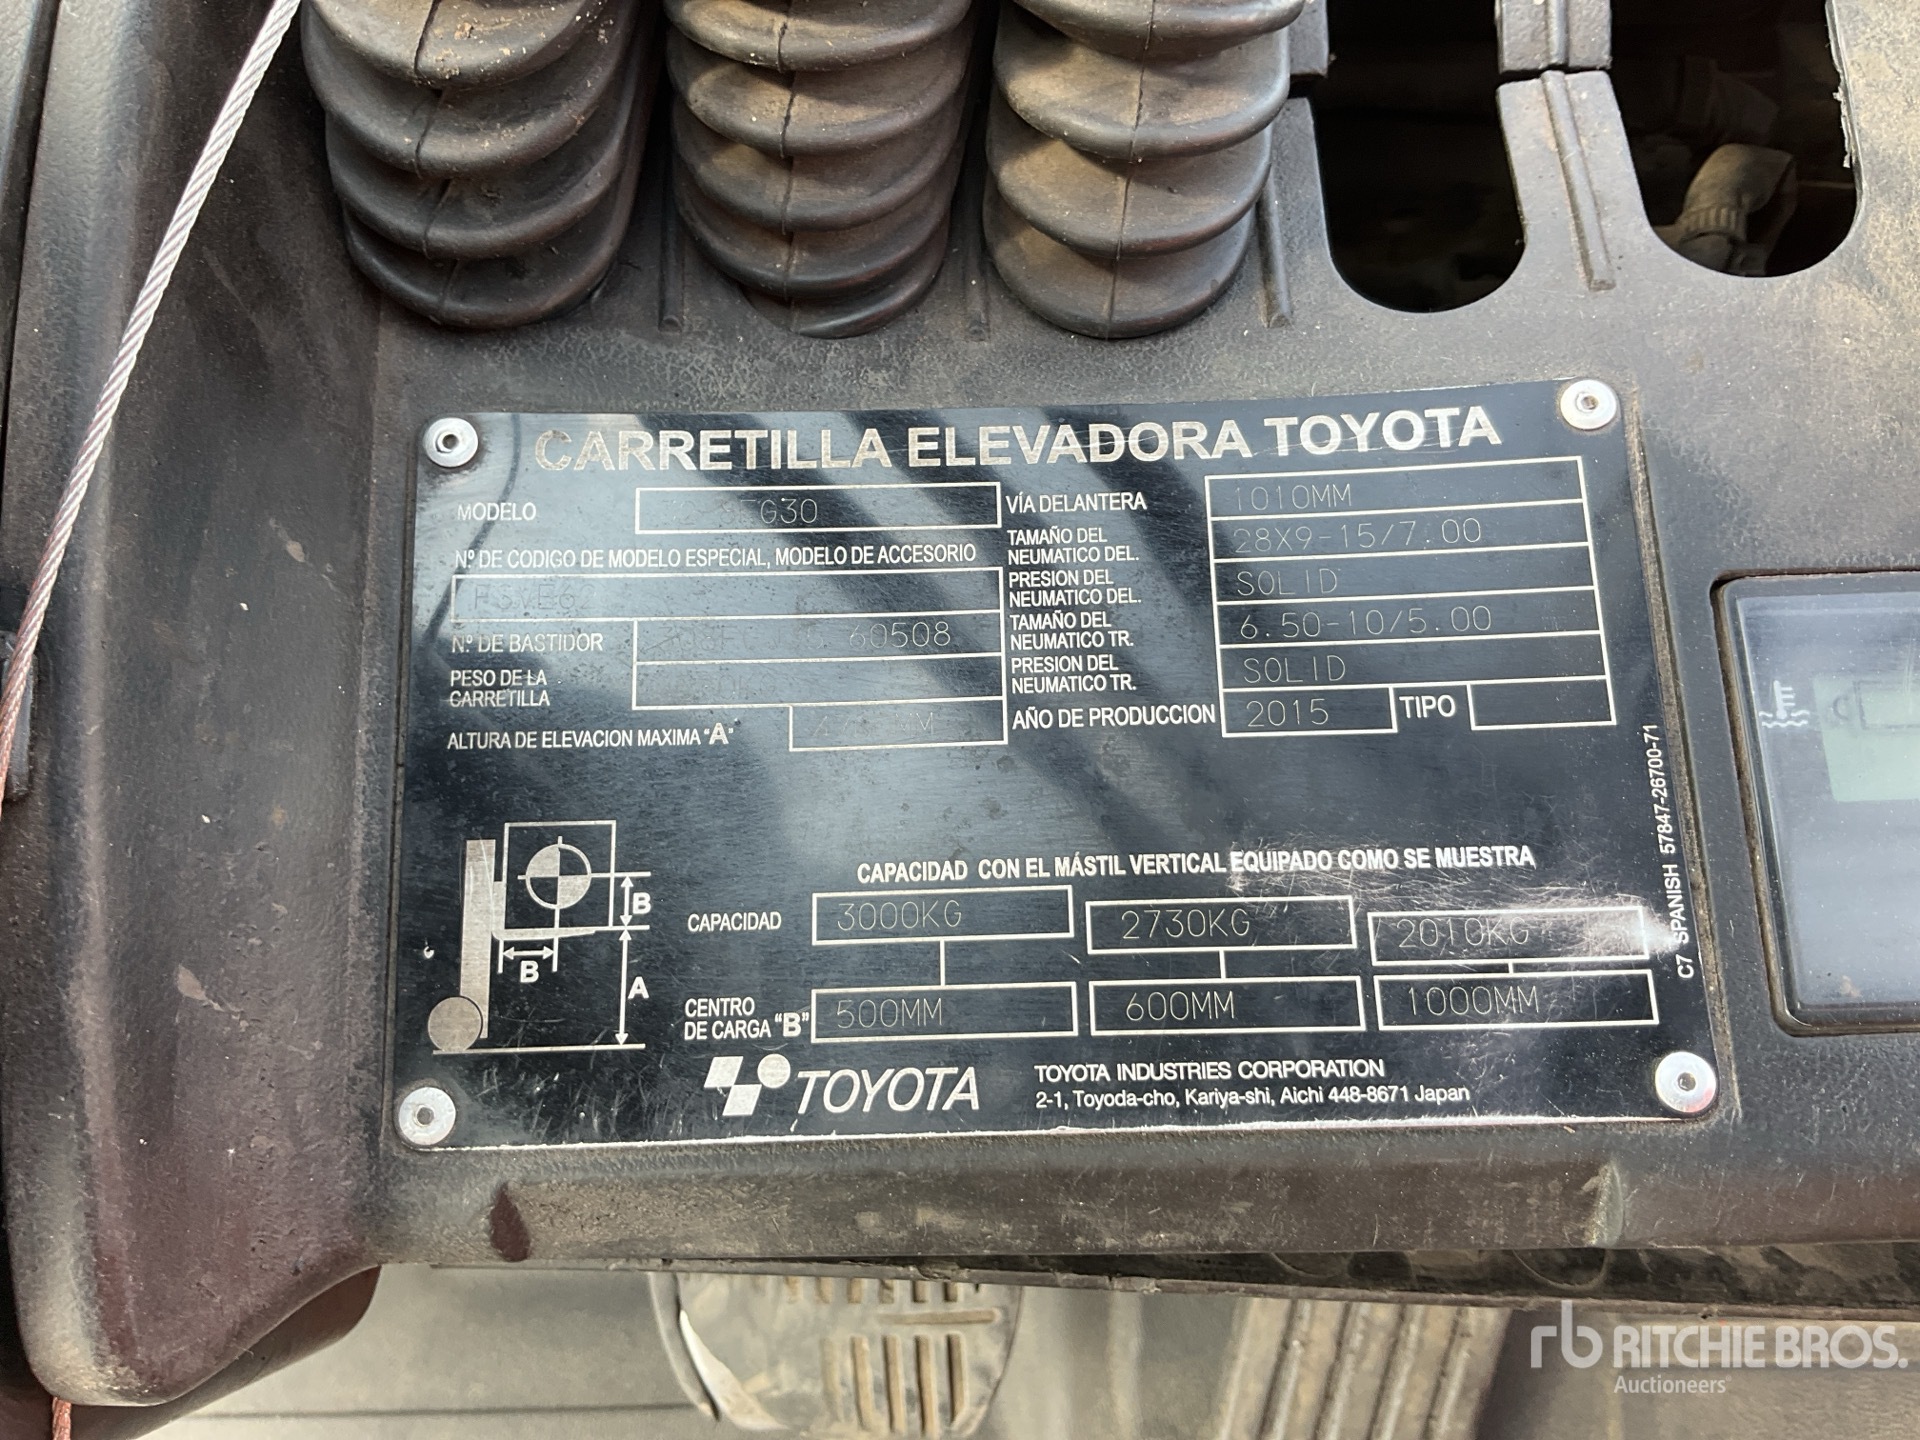 CARRETILLA ELEVADORA TOYOTA
MODELO G30
Nº DE CODIGO DE MODELO ESPECIAL, MODELO DE ACCESORIO
Nº DE BASTIDOR 60508
PESO DE LA
CARRETILLA
ALTURA DE ELEVACION MAXIMA "A" MM
VÍA DELANTERA 1010MM
TAMAÑO DEL
NEUMATICO DEL. 28X9-15/7.00
PRESION DEL
NEUMATICO DEL. SOLID
TAMAÑO DEL
NEUMATICO TR. 6.50-10/5.00
PRESION DEL
NEUMATICO TR. SOLID
AÑO DE PRODUCCION 2015 TIPO
C7 SPANISH 57847-26700-71
CAPACIDAD CON EL MÁSTIL VERTICAL EQUIPADO COMO SE MUESTRA
CAPACIDAD 3000KG 2730KG 2010KG
CENTRO
DE CARGA "B" 500MM 600MM 1000MM
B
B
A
TOYOTA
TOYOTA INDUSTRIES CORPORATION
2-1, Toyoda-cho, Kariya-shi, Aichi 448-8671 Japan
rb RITCHIE BROS.
Auctioneers